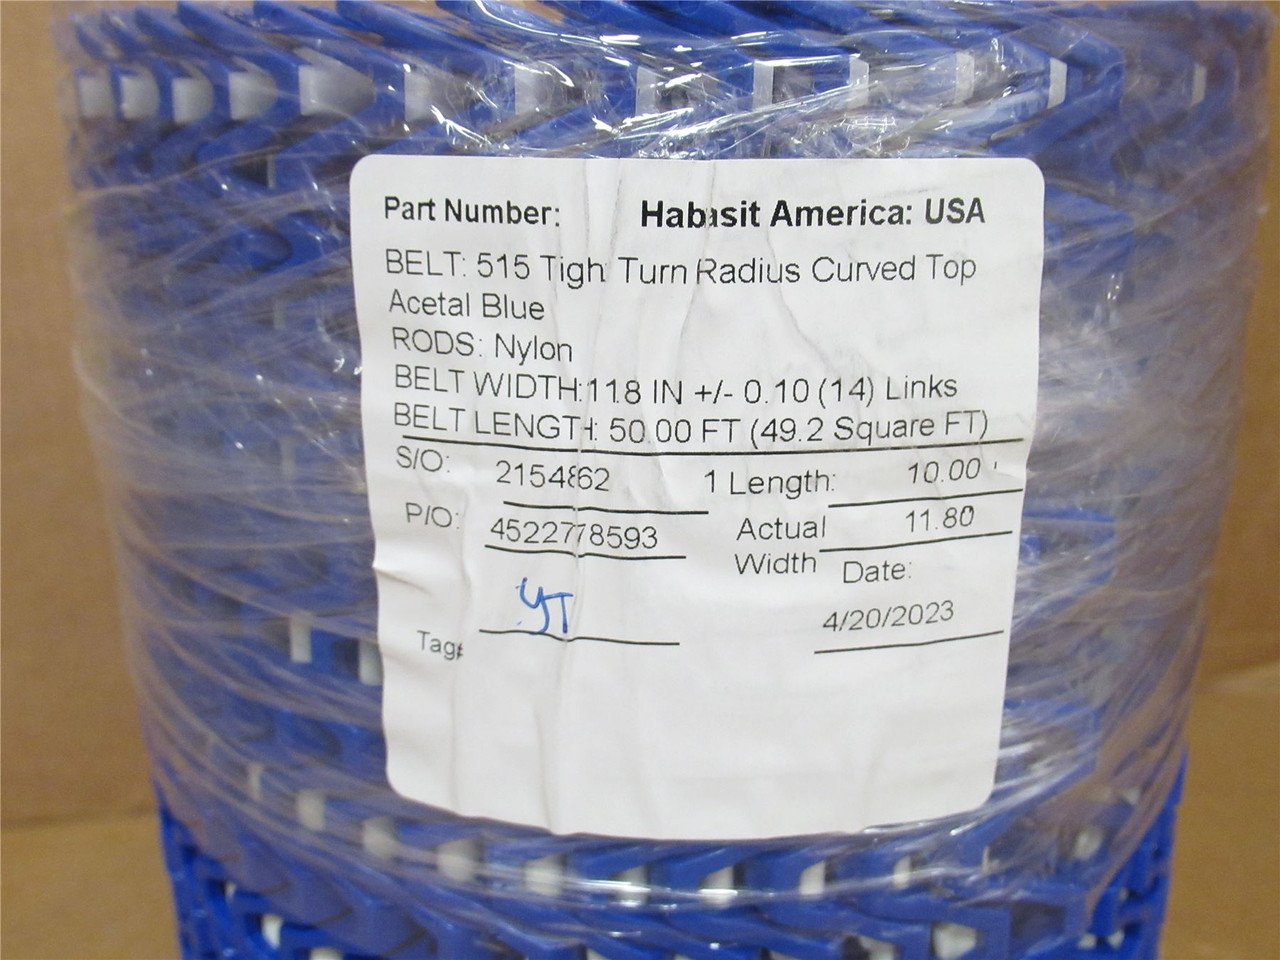 Part Number: Habasit America: USA
BELT: 515 Tigh Turn Radius Curved Top
Acetal Blue
RODS: Nylon
BELT WIDTH: 11.8 IN +/- 0.10 (14) Links
BELT LENGTH: 50.00 FT (49.2 Square FT)
S/O: 2154862 1 Length: 10.00 '
P/O: 4522778593 Actual Width 11.80
Date:
4/20/2023
Tag# YT